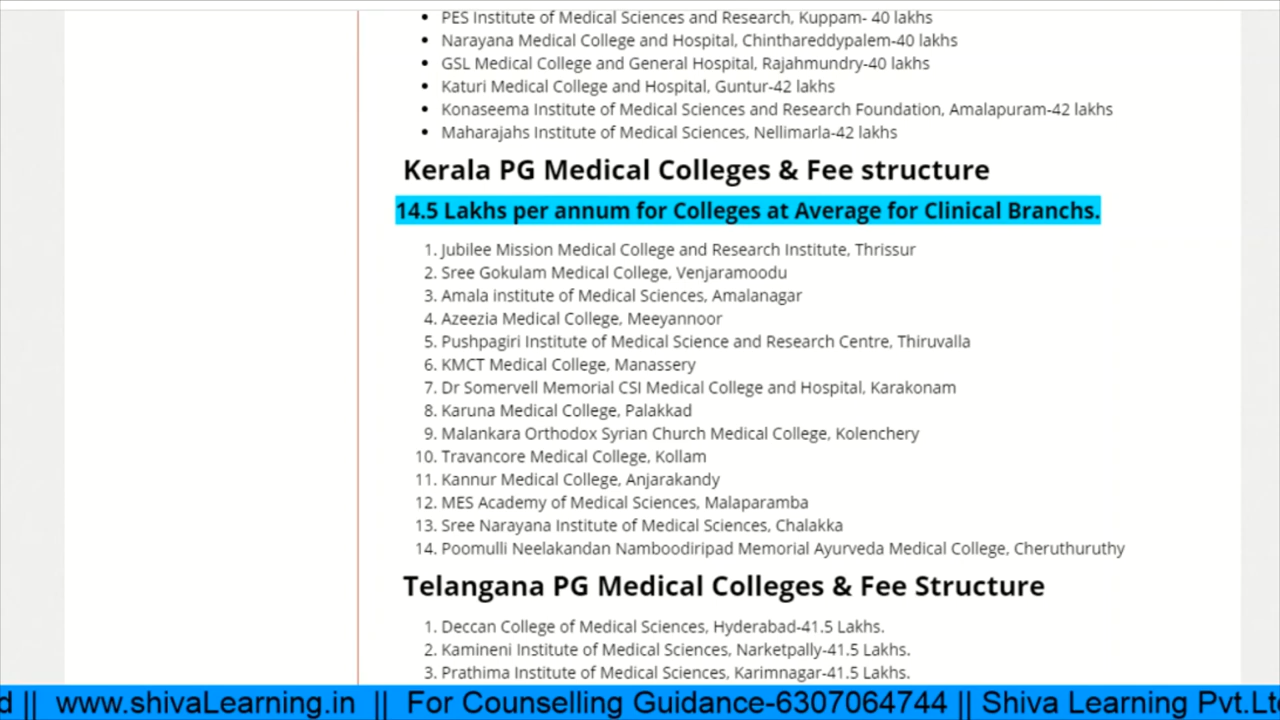 PES Institute of Medical Sciences and Research, Kuppam- 40 lakhs
Narayana Medical College and Hospital, Chinthareddypalem-40 lakhs
GSL Medical College and General Hospital, Rajahmundry-40 lakhs
Katuri Medical College and Hospital, Guntur-42 lakhs
Konaseema Institute of Medical Sciences and Research Foundation, Amalapuram-42 lakhs
Maharajahs Institute of Medical Sciences, Nellimarla-42 lakhs
Kerala PG Medical Colleges & Fee structure
14.5 Lakhs per annum for Colleges at Average for Clinical Branchs.
1. Jubilee Mission Medical College and Research Institute, Thrissur
2. Sree Gokulam Medical College, Venjaramoodu
3. Amala institute of Medical Sciences, Amalanagar
4. Azeezia Medical College, Meeyannoor
5. Pushpagiri Institute of Medical Science and Research Centre, Thiruvalla
6. KMCT Medical College, Manassery
7. Dr Somervell Memorial CSI Medical College and Hospital, Karakonam
8. Karuna Medical College, Palakkad
9. Malankara Orthodox Syrian Church Medical College, Kolenchery
10. Travancore Medical College, Kollam
11. Kannur Medical College, Anjarakandy
12. MES Academy of Medical Sciences, Malaparamba
13. Sree Narayana Institute of Medical Sciences, Chalakka
14. Poomulli Neelakandan Namboodiripad Memorial Ayurveda Medical College, Cheruthuruthy
Telangana PG Medical Colleges & Fee Structure
1. Deccan College of Medical Sciences, Hyderabad-41.5 Lakhs.
2. Kamineni Institute of Medical Sciences, Narketpally-41.5 Lakhs.
3. Prathima Institute of Medical Sciences, Karimnagar-41.5 Lakhs.
d || www.shivaLearning.in || For Counselling Guidance-6307064744 || Shiva Learning Pvt.Lt